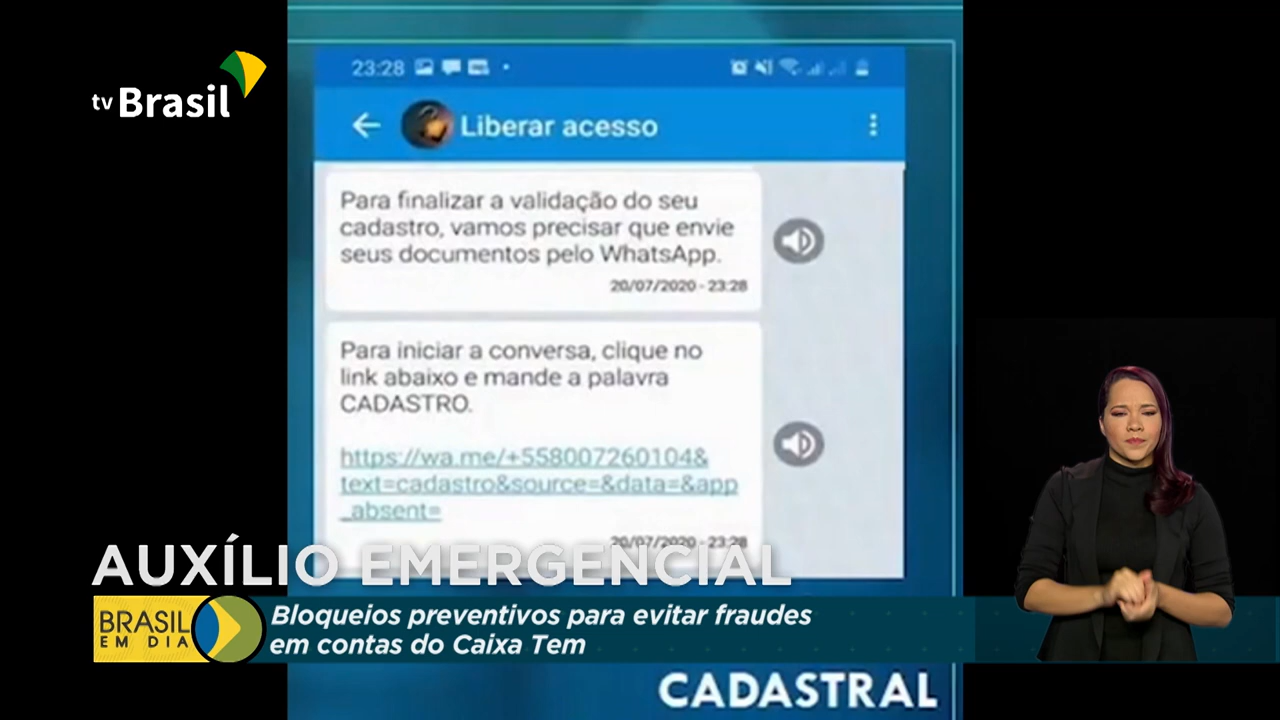 tv Brasil
23:28
Liberar acesso
Para finalizar a validação do seu
cadastro, vamos precisar que envie
seus documentos pelo WhatsApp.
20/07/2020 - 23:28
Para iniciar a conversa, clique no
link abaixo e mande a palavra
CADASTRO.
https://wa.me/+558007260104&
text=cadastro&source=&data=&app
_absent=
20/07/2020 - 23:28
AUXÍLIO EMERGENCIAL
BRASIL
EM DIA
Bloqueios preventivos para evitar fraudes
em contas do Caixa Tem
CADASTRAL